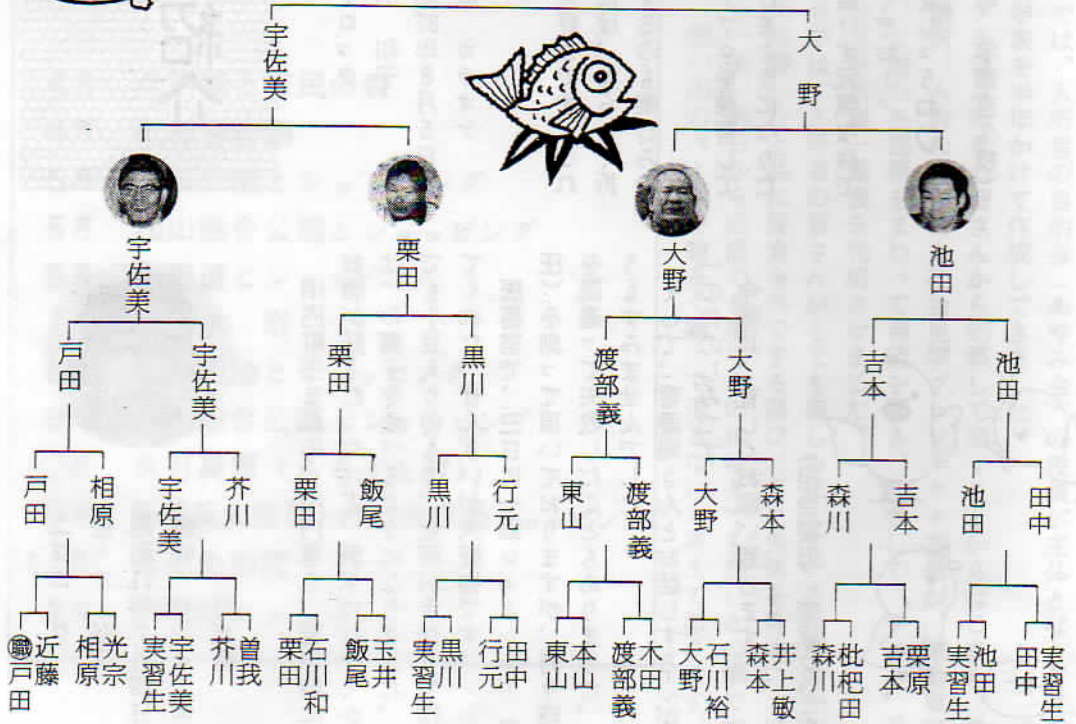 宇佐美
大野
宇佐美
栗田
大野
池田
戸田
宇佐美
栗田
黒川
渡部義
大野
吉本
池田
戸田
相原
宇佐美
芥川
栗田
飯尾
黒川
行元
東山
渡部義
大野
森本
森川
吉本
池田
田中
㊩戸田
近藤
相原
光宗
実習生
宇佐美
芥川
曽我
栗田
石川和
飯尾
玉井
実習生
黒川
行元
田中
東山
本山
渡部義
木田
大野
石川裕
森本
井上敏
森川
枇杷田
吉本
栗原
実習生
池田
田中
実習生